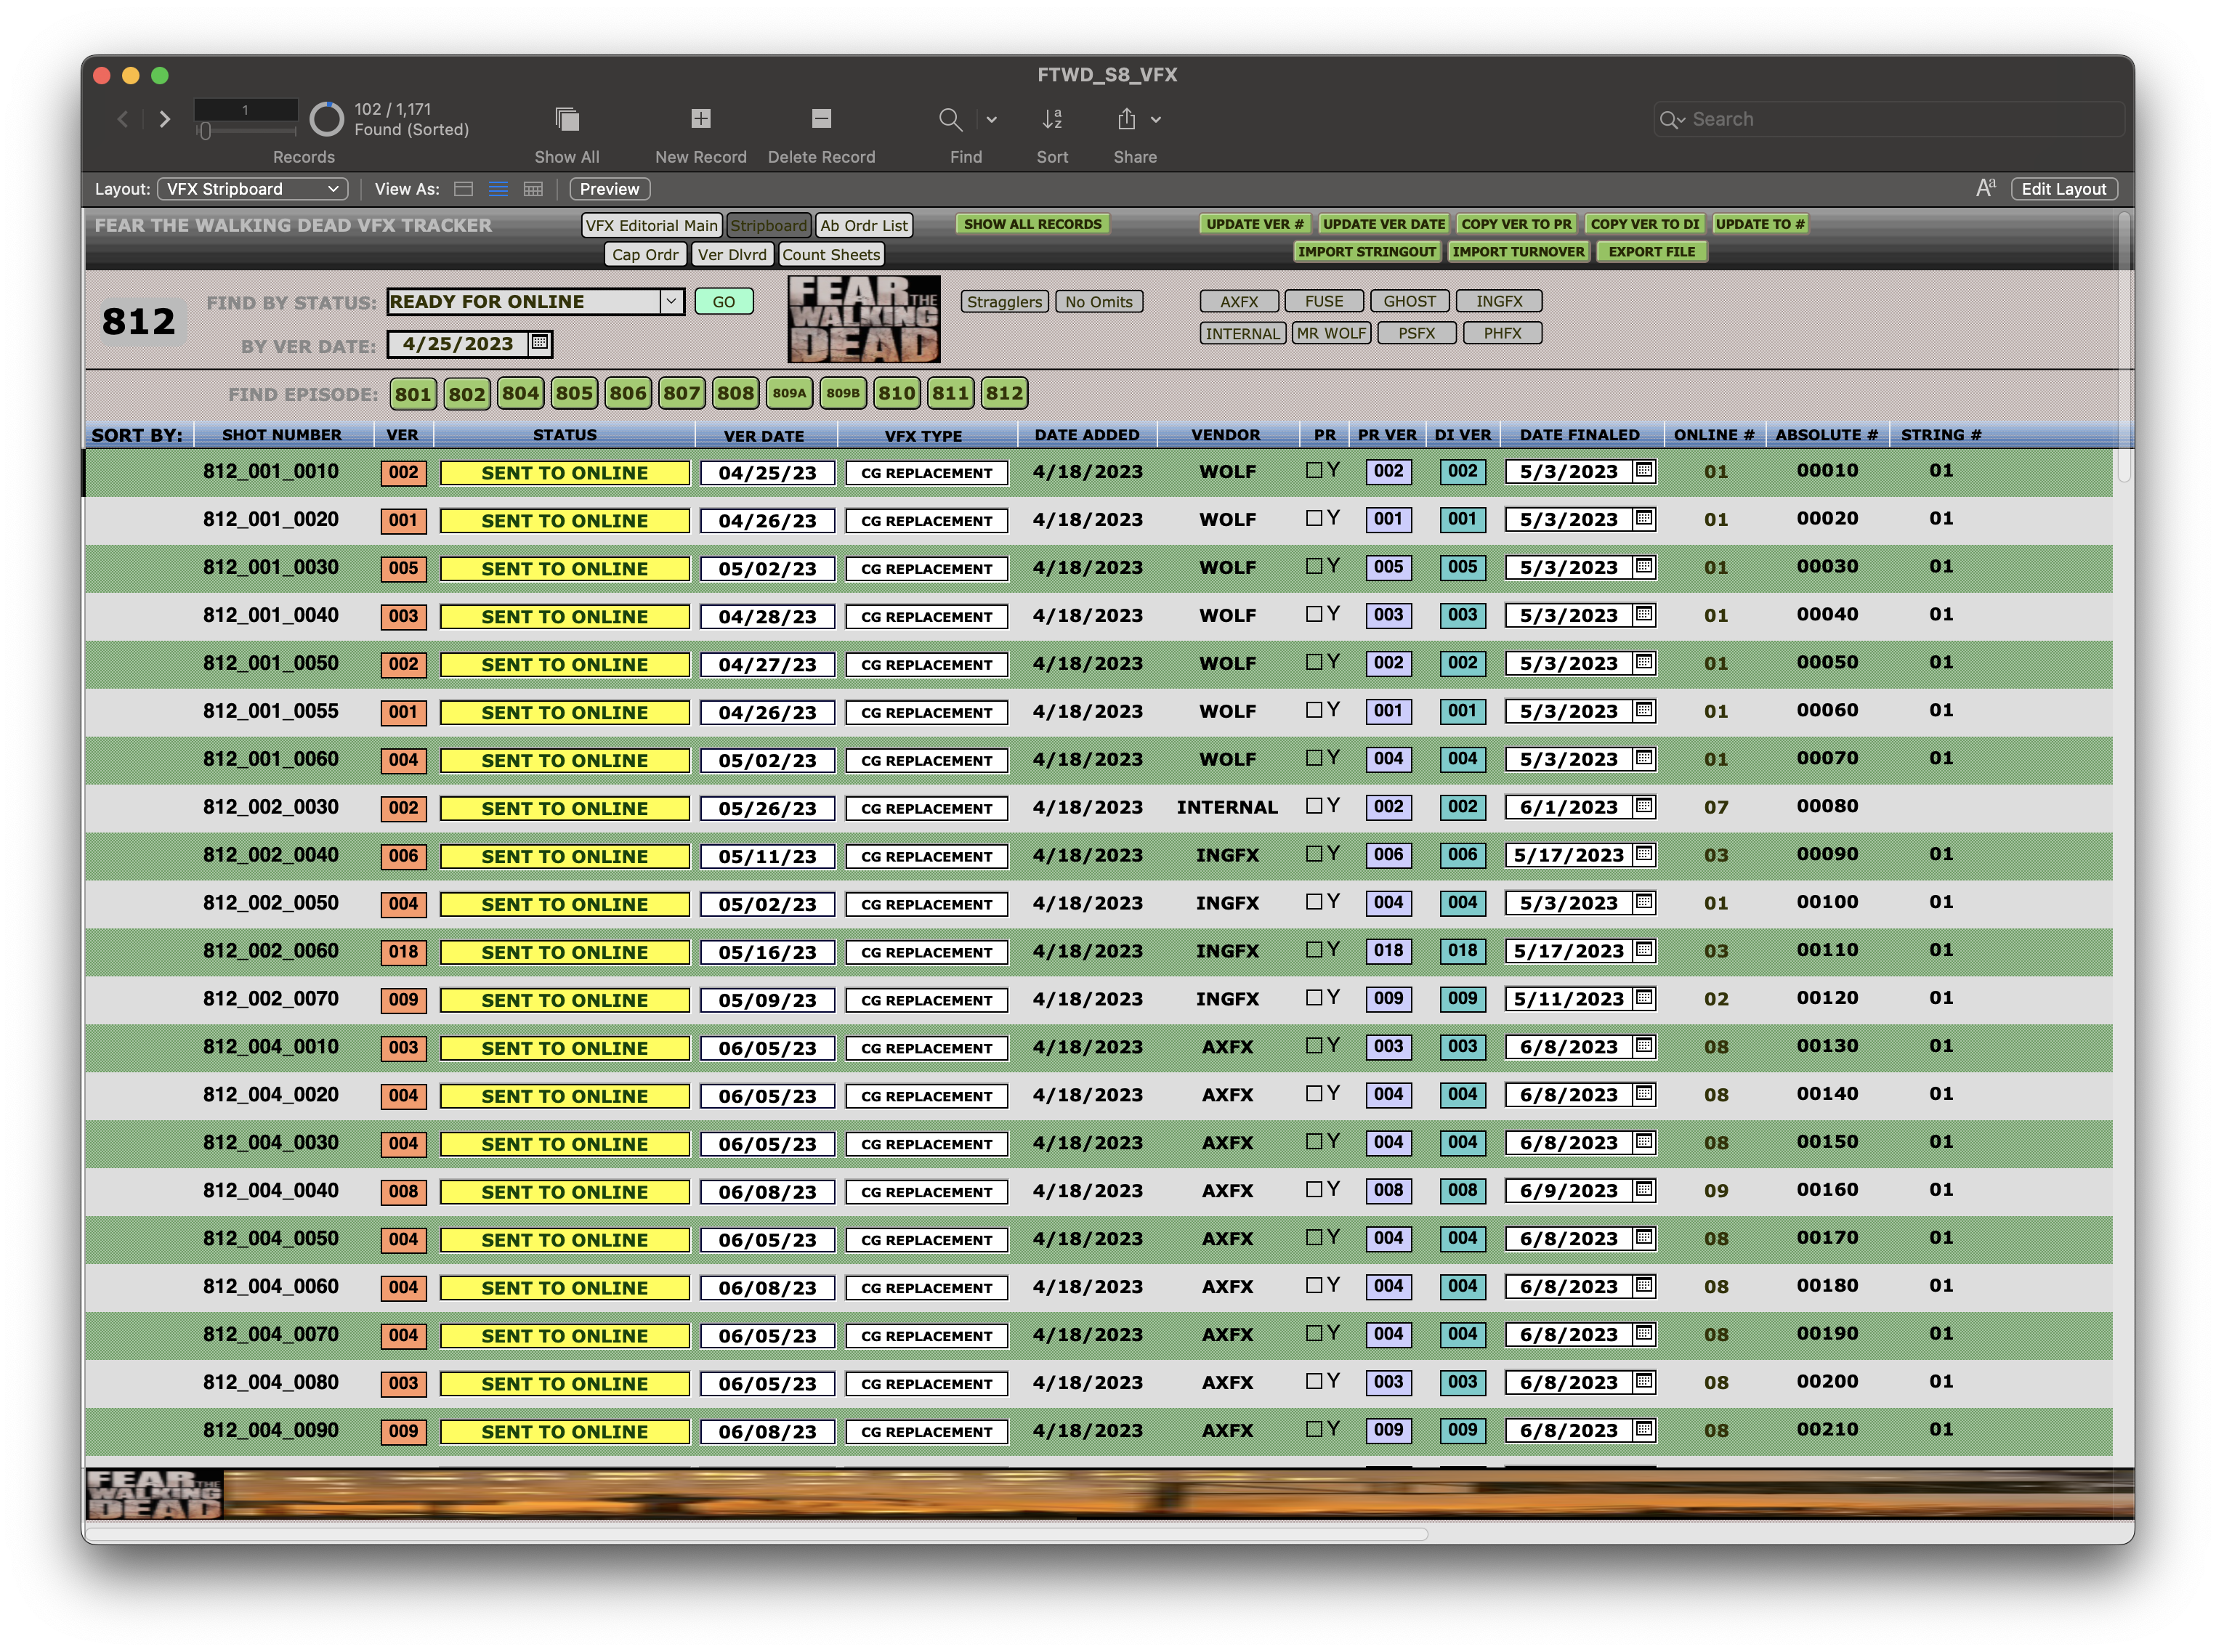 FTWD_S8_VFX
1
102 / 1,171
Found (Sorted)
Search
Records Show All New Record Delete Record Find Sort Share
Layout: VFX Stripboard View As: Preview Aa Edit Layout
FEAR THE WALKING DEAD VFX TRACKER VFX Editorial Main Stripboard Ab Ordr List SHOW ALL RECORDS UPDATE VER # UPDATE VER DATE COPY VER TO PR COPY VER TO DI UPDATE TO #
Cap Ordr Ver Dlvrd Count Sheets IMPORT STRINGOUT IMPORT TURNOVER EXPORT FILE
812
FIND BY STATUS: READY FOR ONLINE GO
BY VER DATE: 4/25/2023
FEAR THE
WALKING
DEAD
Stragglers No Omits
AXFX FUSE GHOST INGFX
INTERNAL MR WOLF PSFX PHFX
FIND EPISODE: 801 802 804 805 806 807 808 809A 809B 810 811 812
SORT BY: SHOT NUMBER VER STATUS VER DATE VFX TYPE DATE ADDED VENDOR PR PR VER DI VER DATE FINALED ONLINE # ABSOLUTE # STRING #
812_001_0010 002 SENT TO ONLINE 04/25/23 CG REPLACEMENT 4/18/2023 WOLF Y 002 002 5/3/2023 01 00010 01
812_001_0020 001 SENT TO ONLINE 04/26/23 CG REPLACEMENT 4/18/2023 WOLF Y 001 001 5/3/2023 01 00020 01
812_001_0030 005 SENT TO ONLINE 05/02/23 CG REPLACEMENT 4/18/2023 WOLF Y 005 005 5/3/2023 01 00030 01
812_001_0040 003 SENT TO ONLINE 04/28/23 CG REPLACEMENT 4/18/2023 WOLF Y 003 003 5/3/2023 01 00040 01
812_001_0050 002 SENT TO ONLINE 04/27/23 CG REPLACEMENT 4/18/2023 WOLF Y 002 002 5/3/2023 01 00050 01
812_001_0055 001 SENT TO ONLINE 04/26/23 CG REPLACEMENT 4/18/2023 WOLF Y 001 001 5/3/2023 01 00060 01
812_001_0060 004 SENT TO ONLINE 05/02/23 CG REPLACEMENT 4/18/2023 WOLF Y 004 004 5/3/2023 01 00070 01
812_002_0030 002 SENT TO ONLINE 05/26/23 CG REPLACEMENT 4/18/2023 INTERNAL Y 002 002 6/1/2023 07 00080
812_002_0040 006 SENT TO ONLINE 05/11/23 CG REPLACEMENT 4/18/2023 INGFX Y 006 006 5/17/2023 03 00090 01
812_002_0050 004 SENT TO ONLINE 05/02/23 CG REPLACEMENT 4/18/2023 INGFX Y 004 004 5/3/2023 01 00100 01
812_002_0060 018 SENT TO ONLINE 05/16/23 CG REPLACEMENT 4/18/2023 INGFX Y 018 018 5/17/2023 03 00110 01
812_002_0070 009 SENT TO ONLINE 05/09/23 CG REPLACEMENT 4/18/2023 INGFX Y 009 009 5/11/2023 02 00120 01
812_004_0010 003 SENT TO ONLINE 06/05/23 CG REPLACEMENT 4/18/2023 AXFX Y 003 003 6/8/2023 08 00130 01
812_004_0020 004 SENT TO ONLINE 06/05/23 CG REPLACEMENT 4/18/2023 AXFX Y 004 004 6/8/2023 08 00140 01
812_004_0030 004 SENT TO ONLINE 06/05/23 CG REPLACEMENT 4/18/2023 AXFX Y 004 004 6/8/2023 08 00150 01
812_004_0040 008 SENT TO ONLINE 06/08/23 CG REPLACEMENT 4/18/2023 AXFX Y 008 008 6/9/2023 09 00160 01
812_004_0050 004 SENT TO ONLINE 06/05/23 CG REPLACEMENT 4/18/2023 AXFX Y 004 004 6/8/2023 08 00170 01
812_004_0060 004 SENT TO ONLINE 06/08/23 CG REPLACEMENT 4/18/2023 AXFX Y 004 004 6/8/2023 08 00180 01
812_004_0070 004 SENT TO ONLINE 06/05/23 CG REPLACEMENT 4/18/2023 AXFX Y 004 004 6/8/2023 08 00190 01
812_004_0080 003 SENT TO ONLINE 06/05/23 CG REPLACEMENT 4/18/2023 AXFX Y 003 003 6/8/2023 08 00200 01
812_004_0090 009 SENT TO ONLINE 06/08/23 CG REPLACEMENT 4/18/2023 AXFX Y 009 009 6/8/2023 08 00210 01
FEAR THE
WALKING
DEAD